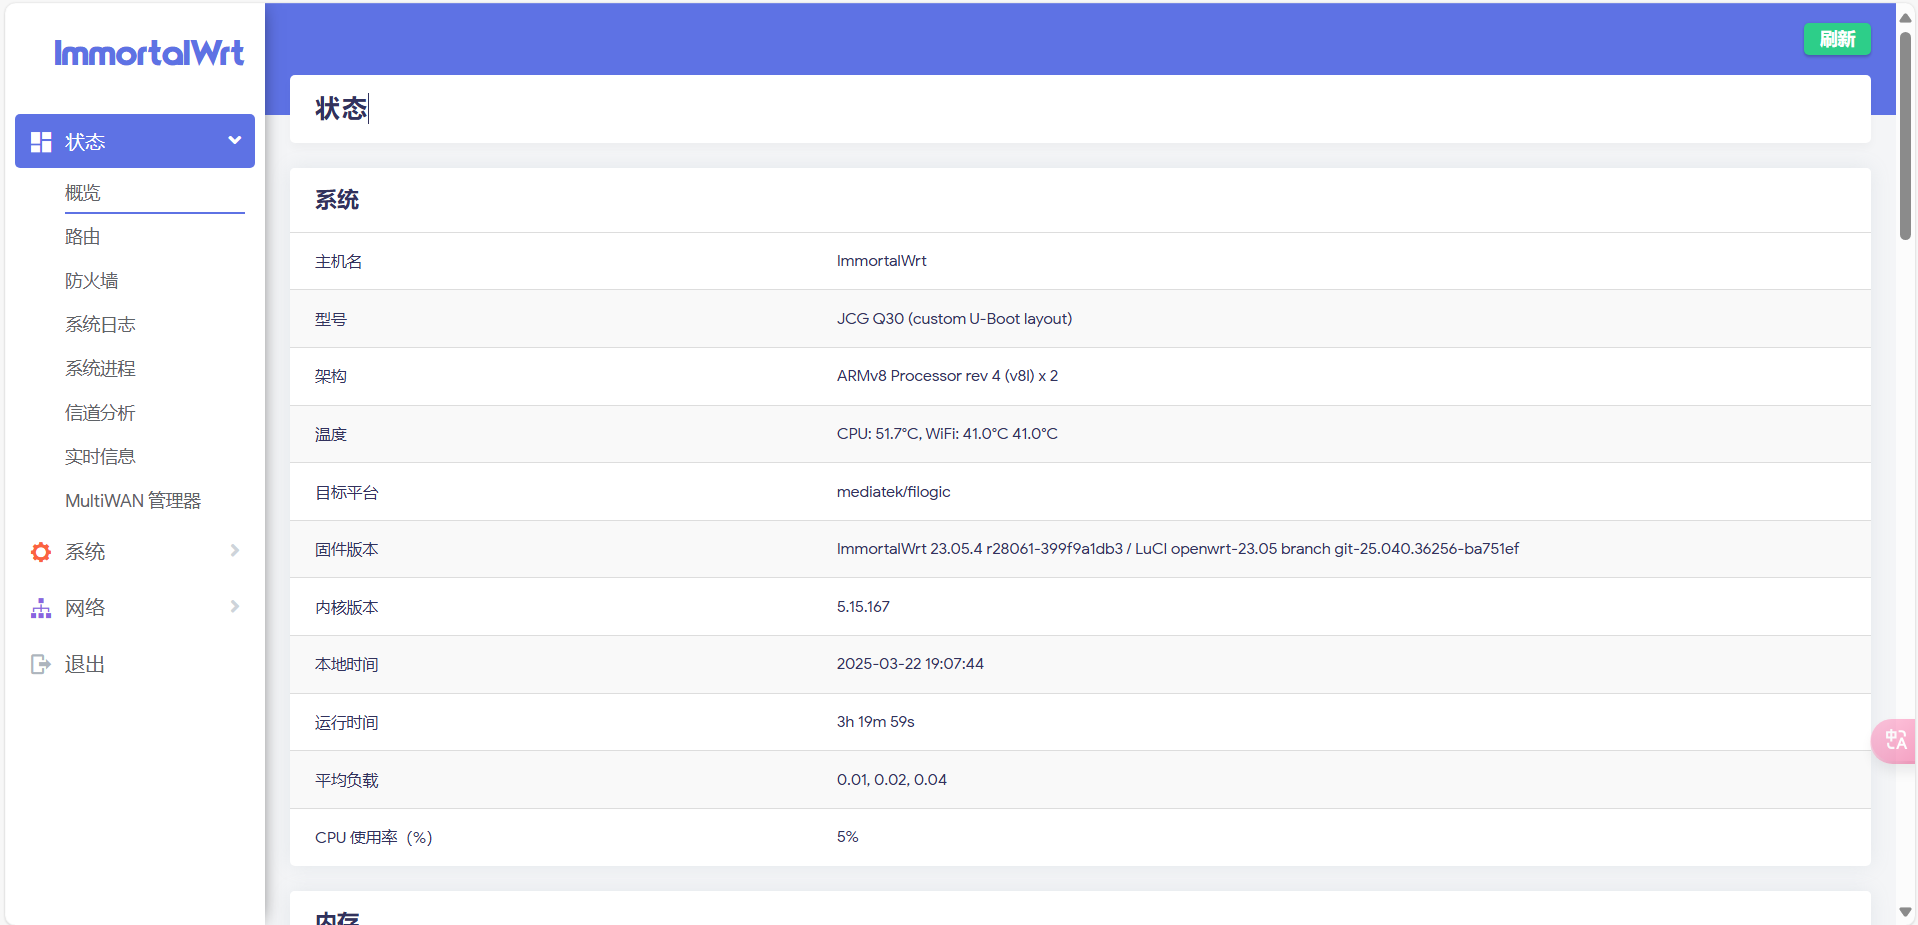 ImmortalWrt
刷新
状态
概览
路由
防火墙
系统日志
系统进程
信道分析
实时信息
MultiWAN 管理器
系统
网络
退出
状态
系统
主机名 ImmortalWrt
型号 JCG Q30 (custom U-Boot layout)
架构 ARMv8 Processor rev 4 (v8l) x 2
温度 CPU: 51.7°C, WiFi: 41.0°C 41.0°C
目标平台 mediatek/filogic
固件版本 ImmortalWrt 23.05.4 r28061-399f9a1db3 / LuCI openwrt-23.05 branch git-25.040.36256-ba751ef
内核版本 5.15.167
本地时间 2025-03-22 19:07:44
运行时间 3h 19m 59s
平均负载 0.01, 0.02, 0.04
CPU 使用率（%） 5%
内存